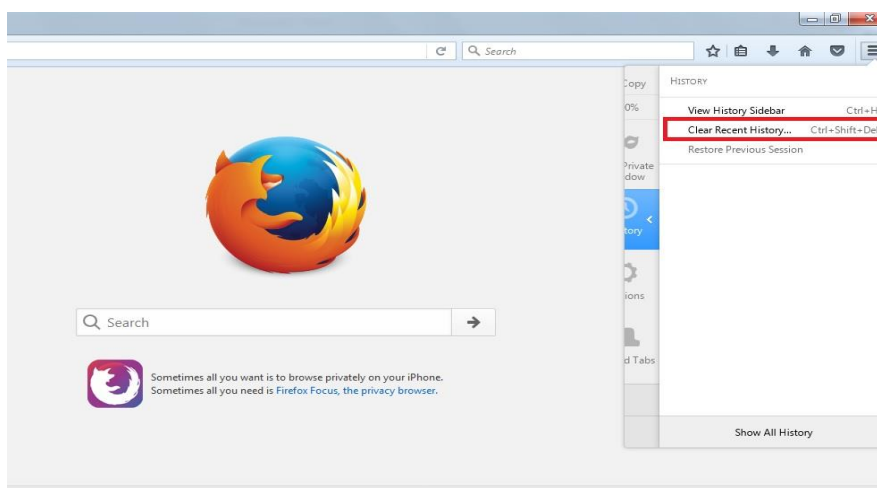 Search
Copy
0%
Private
dow
tory
ions
d Tabs
HISTORY
View History Sidebar Ctrl+H
Clear Recent History... Ctrl+Shift+Del
Restore Previous Session
Show All History
Search
Sometimes all you want is to browse privately on your iPhone.
Sometimes all you need is Firefox Focus, the privacy browser.